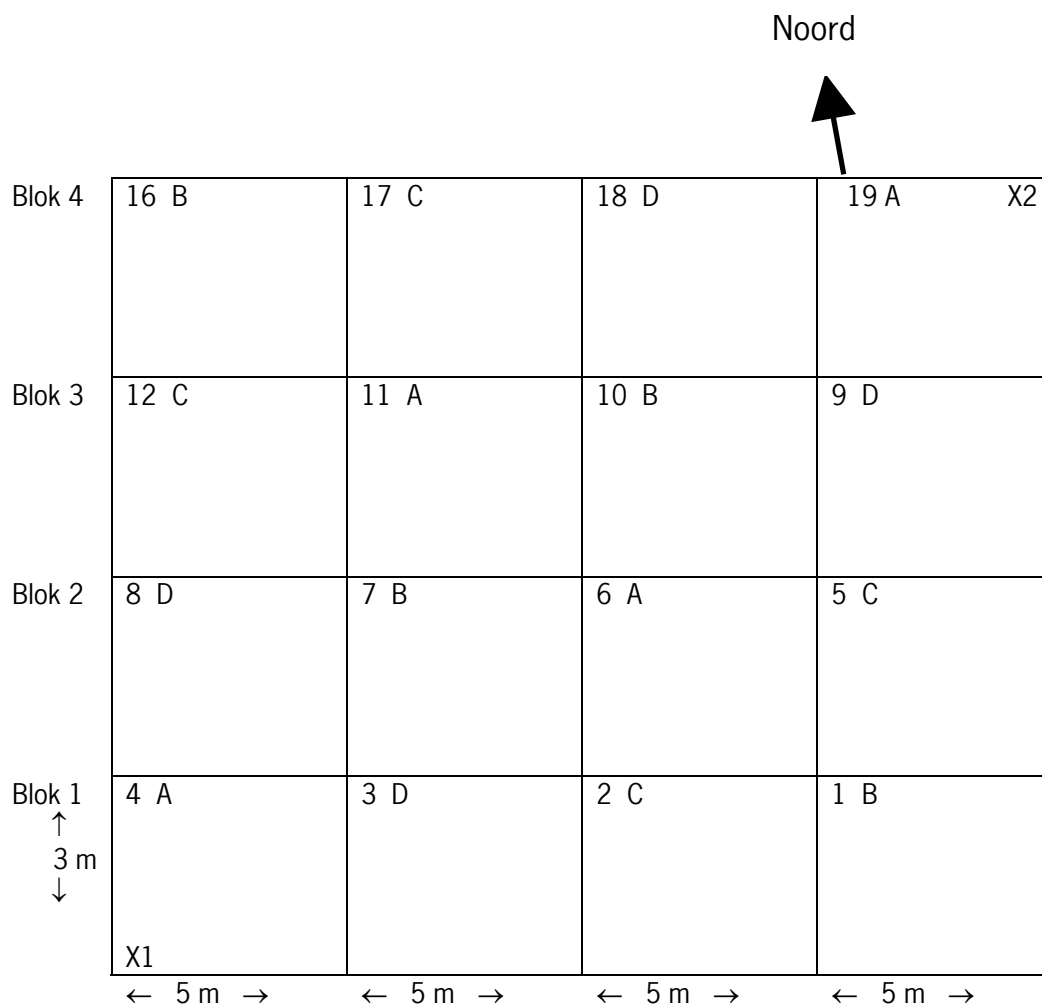 Noord
Blok 4 16 B 17 C 18 D 19 A X2
Blok 3 12 C 11 A 10 B 9 D
Blok 2 8 D 7 B 6 A 5 C
Blok 1 4 A 3 D 2 C 1 B
↑
3 m
↓
X1
← 5 m → ← 5 m → ← 5 m → ← 5 m →